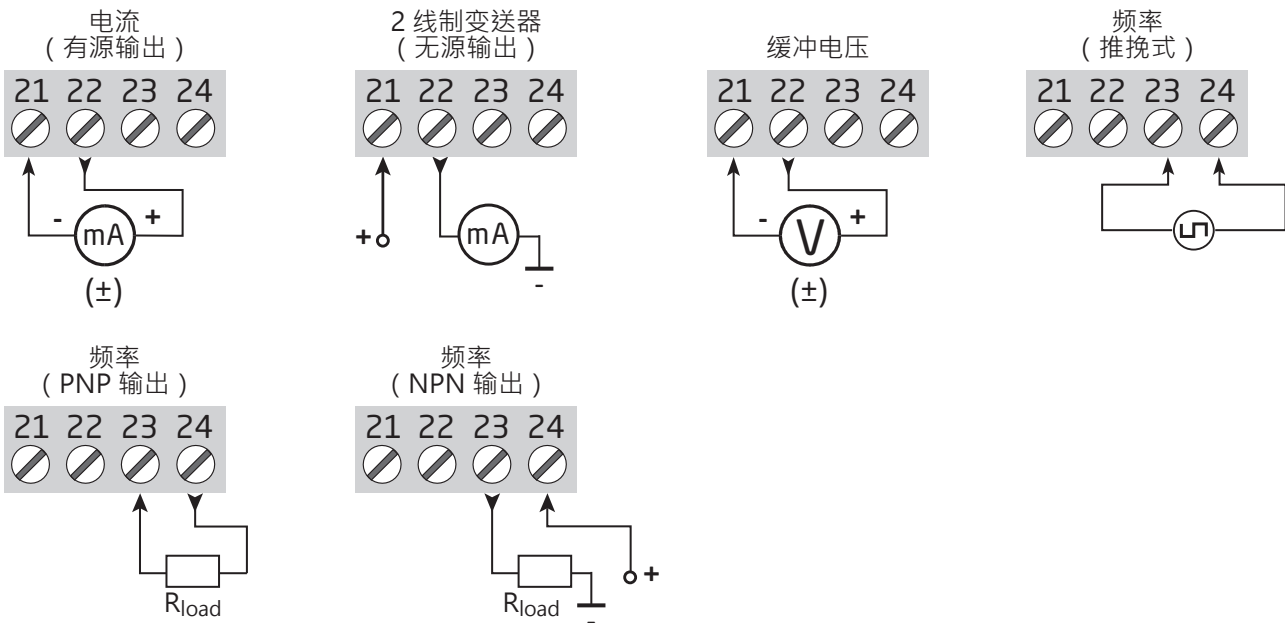 电流
（有源输出）
21 22 23 24
- mA +
(±)
2 线制变送器
（无源输出）
21 22 23 24
+ mA
-
缓冲电压
21 22 23 24
- V +
(±)
频率
（推挽式）
21 22 23 24
频率
（PNP 输出）
21 22 23 24
Rload
频率
（NPN 输出）
21 22 23 24
+
Rload
-